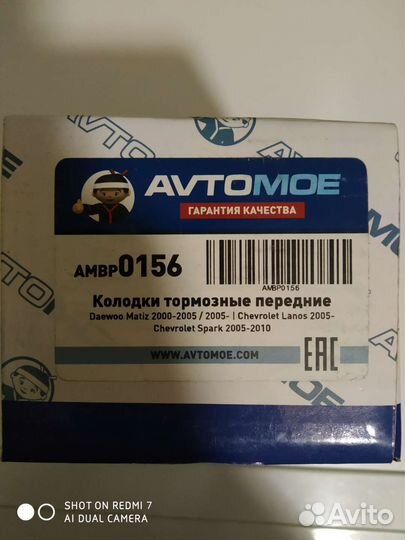 AVTOMOE
ГАРАНТИЯ КАЧЕСТВА
AMBP0156
AMBP0156
Колодки тормозные передние
Daewoo Matiz 2000-2005 / 2005- | Chevrolet Lanos 2005-
Chevrolet Spark 2005-2010
WWW.AVTOMOE.COM
EAC
SHOT ON REDMI 7
AI DUAL CAMERA
Avito